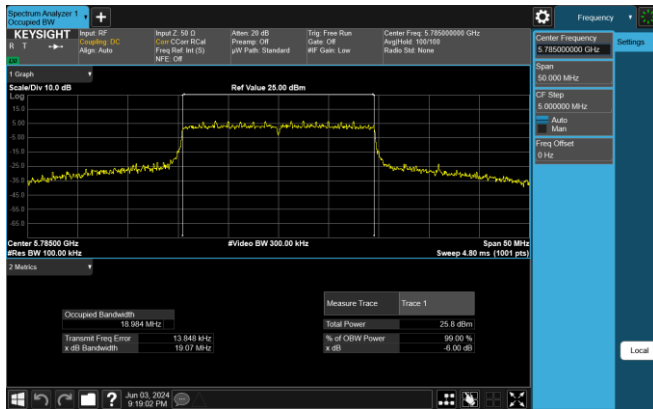 Spectrum Analyzer 1
Occupied BW
+
Frequency
KEYSIGHT
R T
Input: RF
Coupling: DC
Align: Auto
Input Z: 50 Ω
Corr CCorr RCal
Freq Ref: Int (S)
NFE: Off
Atten: 20 dB
Preamp: Off
µW Path: Standard
Trig: Free Run
Gate: Off
#IF Gain: Low
Center Freq: 5.785000000 GHz
Avg|Hold: 100/100
Radio Std: None
Center Frequency
5.785000000 GHz
Settings
Span
50.000 MHz
CF Step
5.000000 MHz
Auto
Man
Freq Offset
0 Hz
1 Graph
Scale/Div 10.0 dB
Ref Value 25.00 dBm
Log
15.0
5.00
-5.00
-15.0
-25.0
-35.0
-45.0
-55.0
-65.0
Center 5.78500 GHz
#Video BW 300.00 kHz
Span 50 MHz
#Res BW 100.00 kHz
Sweep 4.80 ms (1001 pts)
2 Metrics
Measure Trace
Trace 1
Occupied Bandwidth
18.984 MHz
Total Power
25.8 dBm
Transmit Freq Error
13.848 kHz
% of OBW Power
99.00 %
x dB Bandwidth
19.07 MHz
x dB
-6.00 dB
Local
?
Jun 03, 2024
9:19:02 PM